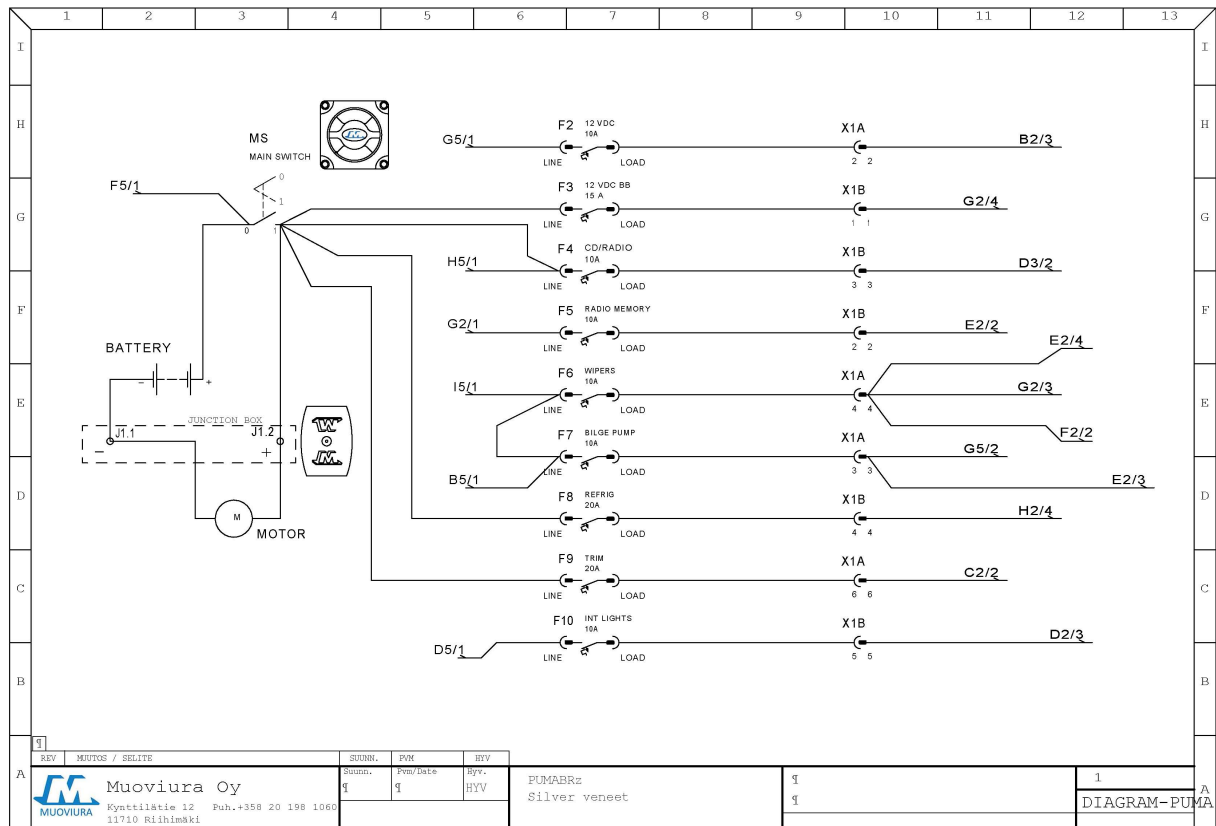 1 2 3 4 5 6 7 8 9 10 11 12 13
I I
H H
G G
F F
E E
D D
C C
B B
A A
MS
MAIN SWITCH
0
1
0 1
F5/1
BATTERY
- +
JUNCTION BOX
J1.1 J1.2
- +
M
MOTOR
G5/1 F2 12 VDC 10A LINE LOAD X1A 2 2 B2/3
F3 12 VDC BB 15 A LINE LOAD X1B 1 1 G2/4
H5/1 F4 CD/RADIO 10A LINE LOAD X1B 3 3 D3/2
G2/1 F5 RADIO MEMORY 10A LINE LOAD X1B 2 2 E2/2
E2/4
I5/1 F6 WIPERS 10A LINE LOAD X1A 4 4 G2/3
F2/2
B5/1 F7 BILGE PUMP 10A LINE LOAD X1A 3 3 G5/2
E2/3
F8 REFRIG 20A LINE LOAD X1B 4 4 H2/4
F9 TRIM 20A LINE LOAD X1A 6 6 C2/2
D5/1 F10 INT LIGHTS 10A LINE LOAD X1B 5 5 D2/3
¶
REV MUUTOS / SELITE SUUNN. PVM HYV
MUOVIURA
Muoviura Oy
Kynttilätie 12 Puh.+358 20 198 1060
11710 Riihimäki
Suunn. Pvm/Date Hyv.
¶ ¶ HYV
PUMABRz
Silver veneet
¶
¶
1
DIAGRAM-PUMA